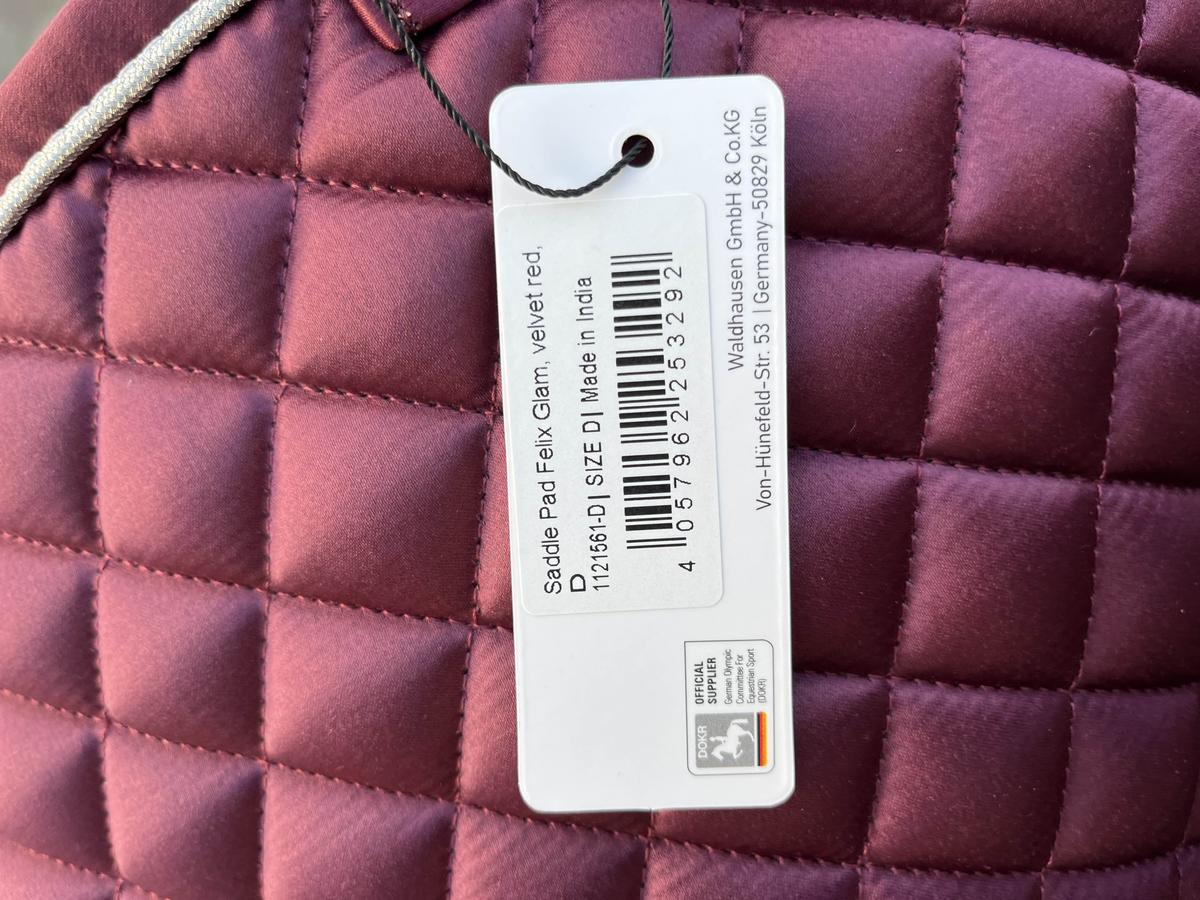 Saddle Pad Felix Glam, velvet red,
D
1121561-D| SIZE D| Made in India
4 057962 253292
Waldhausen GmbH & Co.KG
Von-Hünefeld-Str. 53 | Germany-50829 Köln
DOKR
OFFICIAL
SUPPLIER
German Olympic
Committee For
Equestrian Sport
(DOKR)